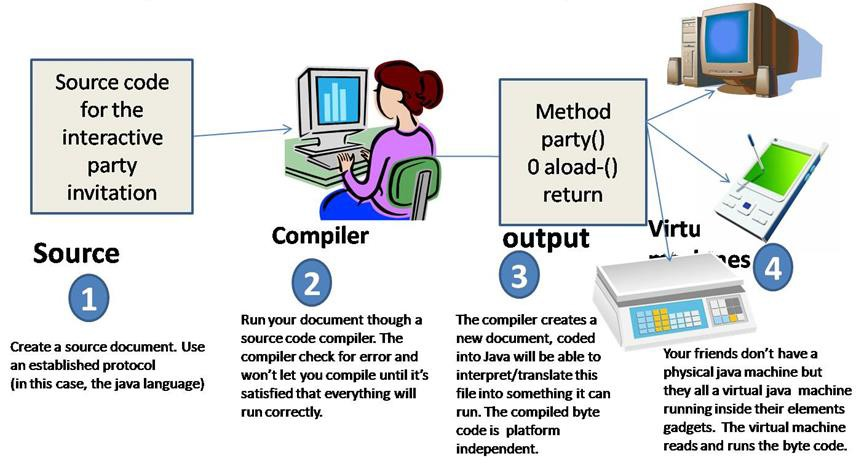 Source code
for the
interactive
party
invitation
Source
1
Create a source document. Use
an established protocol
(in this case, the java language)
Compiler
2
Run your document though a
source code compiler. The
compiler check for error and
won't let you compile until it's
satisfied that everything will
run correctly.
Method
party()
0 aload-()
return
output
3
The compiler creates a
new document, coded
into Java will be able to
interpret/translate this
file into something it can
run. The compiled byte
code is platform
independent.
Virtu
4
Your friends don't have a
physical java machine but
they all a virtual java machine
running inside their elements
gadgets. The virtual machine
reads and runs the byte code.